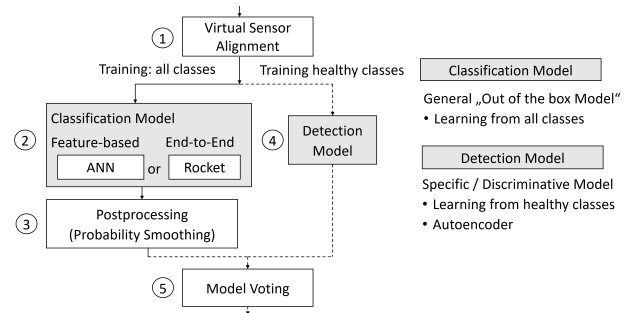 1
Virtual Sensor
Alignment
Training: all classes
Training healthy classes
2
Classification Model
Feature-based
End-to-End
ANN
or
Rocket
4
Detection
Model
3
Postprocessing
(Probability Smoothing)
5
Model Voting
Classification Model
General „Out of the box Model“
• Learning from all classes
Detection Model
Specific / Discriminative Model
• Learning from healthy classes
• Autoencoder